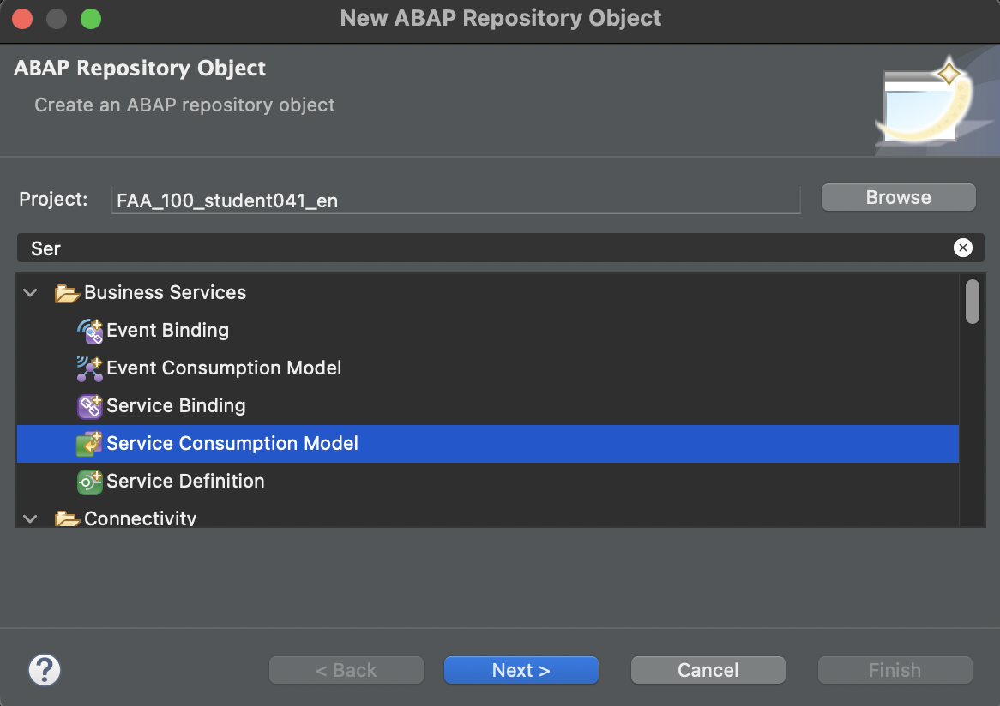 New ABAP Repository Object
ABAP Repository Object
Create an ABAP repository object
Project: FAA_100_student041_en Browse
Ser
Business Services
Event Binding
Event Consumption Model
Service Binding
Service Consumption Model
Service Definition
Connectivity
? < Back Next > Cancel Finish